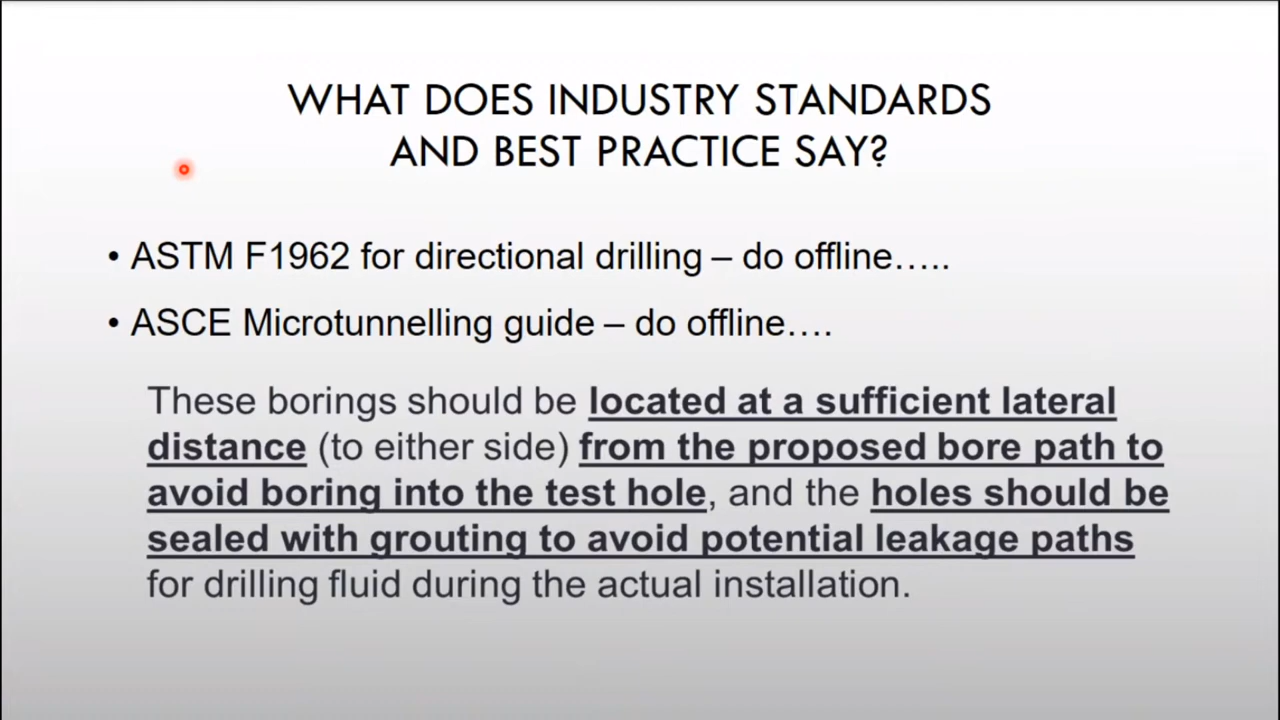 WHAT DOES INDUSTRY STANDARDS
AND BEST PRACTICE SAY?
• ASTM F1962 for directional drilling – do offline…..
• ASCE Microtunnelling guide – do offline….
These borings should be located at a sufficient lateral
distance (to either side) from the proposed bore path to
avoid boring into the test hole, and the holes should be
sealed with grouting to avoid potential leakage paths
for drilling fluid during the actual installation.